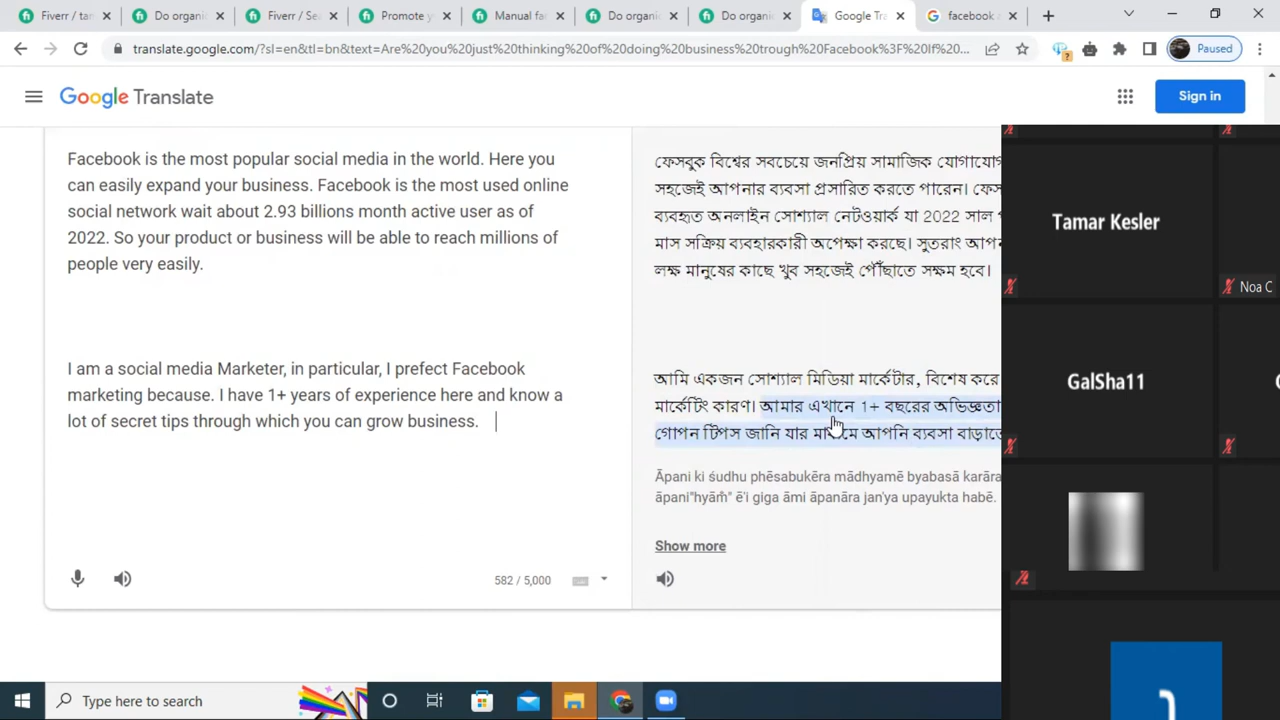 Fiverr / tan
Do organic
Fiverr / Sea
Promote y
Manual fa
Do organ
Do organ
Google Tra
facebook a
translate.google.com/?sl=en&tl=bn&text=Are%20you%20just%20thinking%20of%20doing%20business%20trough%20Facebook%3F%20If%20...
Paused
Google Translate
Sign in
Facebook is the most popular social media in the world. Here you
can easily expand your business. Facebook is the most used online
social network wait about 2.93 billions month active user as of
2022. So your product or business will be able to reach millions of
people very easily.
I am a social media Marketer, in particular, I prefect Facebook
marketing because. I have 1+ years of experience here and know a
lot of secret tips through which you can grow business.
582 / 5,000
ফেসবুক বিশ্বের সবচেয়ে জনপ্রিয় সামাজিক যোগাযোগ
সহজেই আপনার ব্যবসা প্রসারিত করতে পারেন। ফেস
ব্যবহৃত অনলাইন সোশ্যাল নেটওয়ার্ক যা 2022 সাল প
মাস সক্রিয় ব্যবহারকারী অপেক্ষা করছে। সুতরাং আপন
লক্ষ মানুষের কাছে খুব সহজেই পৌঁছাতে সক্ষম হবে।
আমি একজন সোশ্যাল মিডিয়া মার্কেটার, বিশেষ করে
মার্কেটিং কারণ। আমার এখানে 1+ বছরের অভিজ্ঞতা
গোপন টিপস জানি যার মাধ্যমে আপনি ব্যবসা বাড়াতে
Āpani ki śudhu phēsabukēra mādhyamē byabasā karāra
āpani"hyām̐" ē'i giga āmi āpanāra jan'ya upayukta habē.
Show more
Tamar Kesler
Noa C
GalSha11
Type here to search